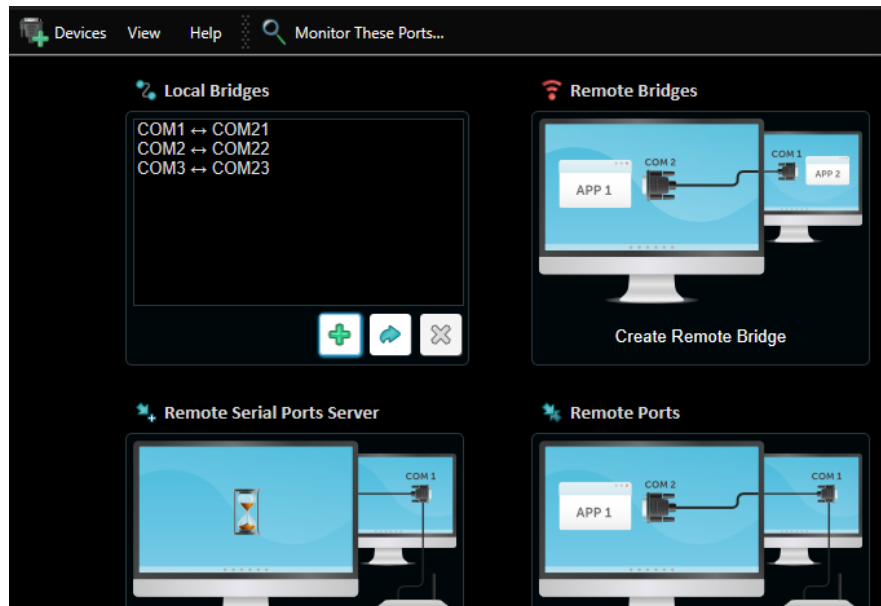 Devices View Help Monitor These Ports...
Local Bridges
COM1 ↔ COM21
COM2 ↔ COM22
COM3 ↔ COM23
Remote Bridges
APP 1
COM 2
COM 1
APP 2
Create Remote Bridge
Remote Serial Ports Server
COM 1
Remote Ports
APP 1
COM 2
COM 1